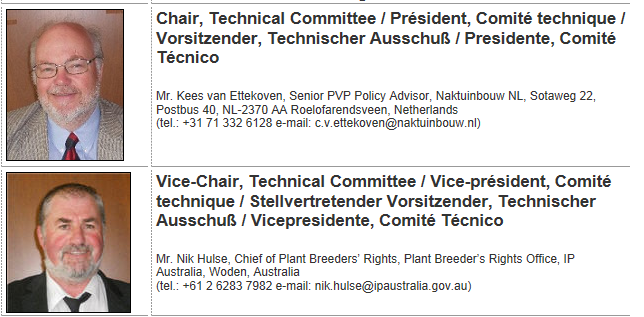 Chair, Technical Committee / Président, Comité technique /
Vorsitzender, Technischer Ausschuß / Presidente, Comité
Técnico
Mr. Kees van Ettekoven, Senior PVP Policy Advisor, Naktuinbouw NL, Sotaweg 22,
Postbus 40, NL-2370 AA Roelofarendsveen, Netherlands
(tel.: +31 71 332 6128 e-mail: c.v.ettekoven@naktuinbouw.nl)
Vice-Chair, Technical Committee / Vice-président, Comité
technique / Stellvertretender Vorsitzender, Technischer
Ausschuß / Vicepresidente, Comité Técnico
Mr. Nik Hulse, Chief of Plant Breeders’ Rights, Plant Breeder’s Rights Office, IP
Australia, Woden, Australia
(tel.: +61 2 6283 7982 e-mail: nik.hulse@ipaustralia.gov.au)